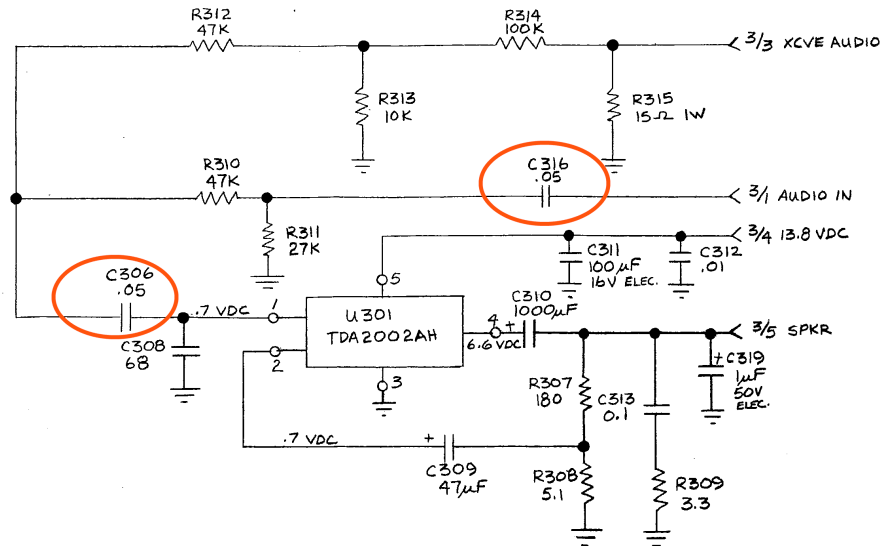 R312
47K
R314
100K
3/3 XCVE AUDIO
R313
10K
R315
15Ω 1W
R310
47K
C316
.05
3/1 AUDIO IN
R311
27K
3/4 13.8 VDC
C311
100µF
16V ELEC.
C312
.01
C306
.05
5
.7 VDC
1
U301
TDA2002AH
4
+
C310
1000µF
6.6 VDC
3/5 SPKR
C308
68
2
3
R307
180
C313
0.1
+
C319
1µF
50V
ELEC.
.7 VDC
+
C309
47µF
R308
5.1
R309
3.3